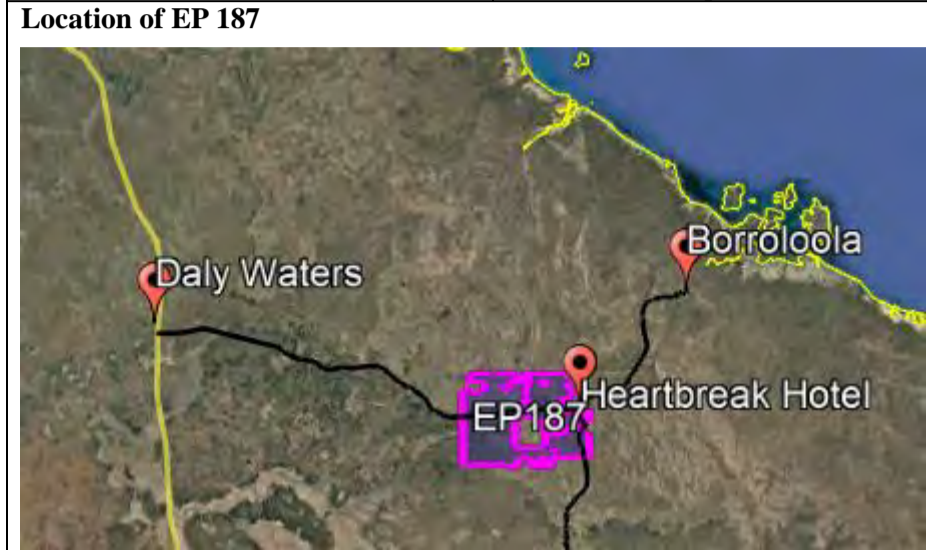 Location of EP 187
Borroloola
Daly Waters
Heartbreak Hotel
EP187